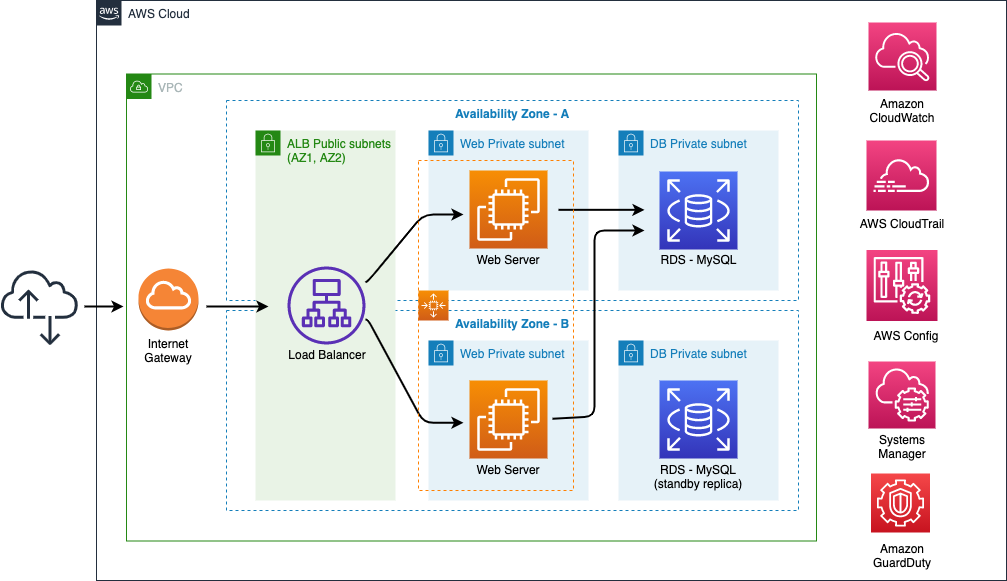 aws
AWS Cloud
VPC
Availability Zone - A
ALB Public subnets
(AZ1, AZ2)
Web Private subnet
DB Private subnet
Web Server
RDS - MySQL
Internet
Gateway
Load Balancer
Availability Zone - B
Web Private subnet
DB Private subnet
Web Server
RDS - MySQL
(standby replica)
Amazon
CloudWatch
AWS CloudTrail
AWS Config
Systems
Manager
Amazon
GuardDuty